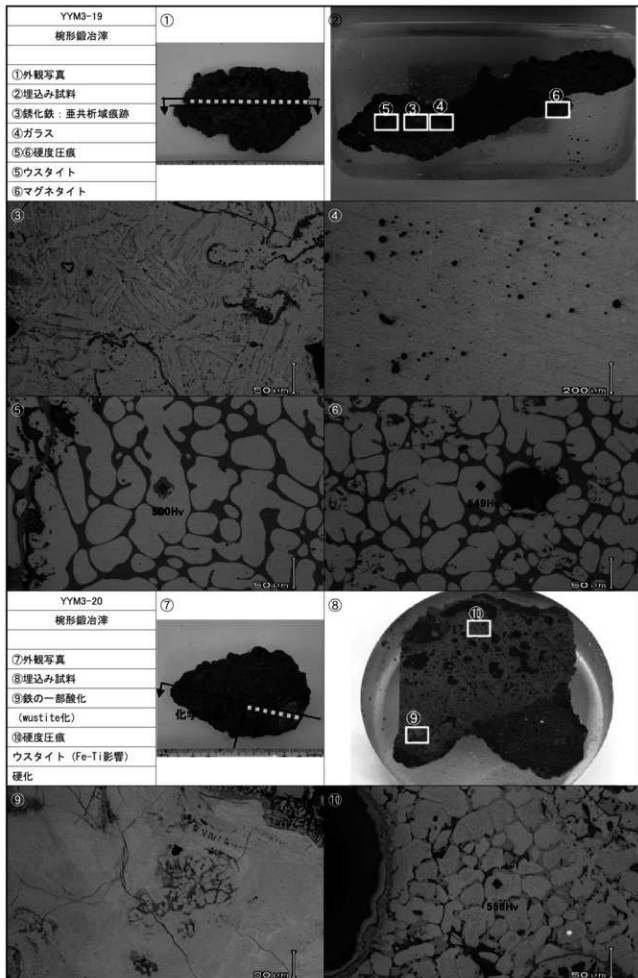 YYM3-19
椀形鍛冶滓
①外観写真
②埋込み試料
③銹化鉄：亜共析域痕跡
④ガラス
⑤⑥硬度圧痕
⑤ウスタイト
⑥マグネタイト
①
②
⑤
③
④
⑥
③
50μm
④
200μm
⑤
500Hv
50μm
⑥
549Hv
50μm
YYM3-20
椀形鍛冶滓
⑦外観写真
⑧埋込み試料
⑨鉄の一部酸化
(wustite化)
⑩硬度圧痕
ウスタイト (Fe-Ti影響)
硬化
⑦
⑧
⑩
⑨
⑨
20μm
⑩
558Hv
50μm